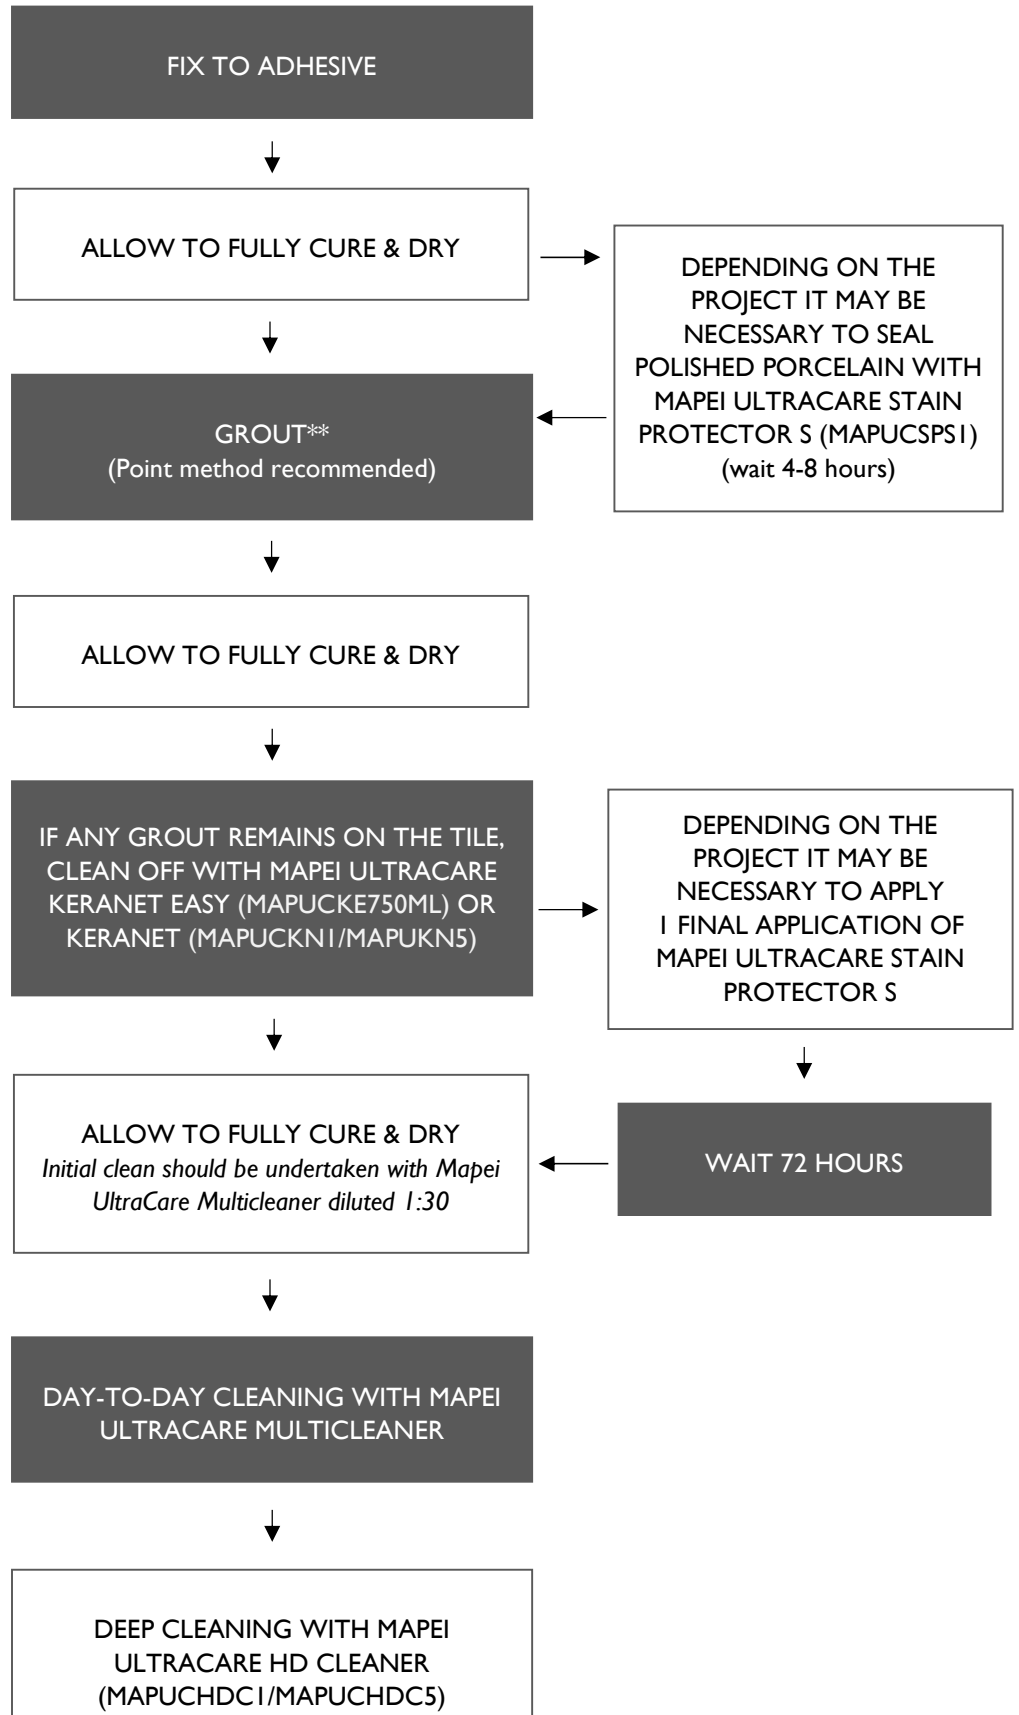 FIX TO ADHESIVE
ALLOW TO FULLY CURE & DRY
DEPENDING ON THE
PROJECT IT MAY BE
NECESSARY TO SEAL
POLISHED PORCELAIN WITH
MAPEI ULTRACARE STAIN
PROTECTOR S (MAPUCSPS1)
(wait 4-8 hours)
GROUT**
(Point method recommended)
ALLOW TO FULLY CURE & DRY
IF ANY GROUT REMAINS ON THE TILE,
CLEAN OFF WITH MAPEI ULTRACARE
KERANET EASY (MAPUCKE750ML) OR
KERANET (MAPUCKN1/MAPUKN5)
DEPENDING ON THE
PROJECT IT MAY BE
NECESSARY TO APPLY
1 FINAL APPLICATION OF
MAPEI ULTRACARE STAIN
PROTECTOR S
WAIT 72 HOURS
ALLOW TO FULLY CURE & DRY
Initial clean should be undertaken with Mapei
UltraCare Multicleaner diluted 1:30
DAY-TO-DAY CLEANING WITH MAPEI
ULTRACARE MULTICLEANER
DEEP CLEANING WITH MAPEI
ULTRACARE HD CLEANER
(MAPUCHDC1/MAPUCHDC5)